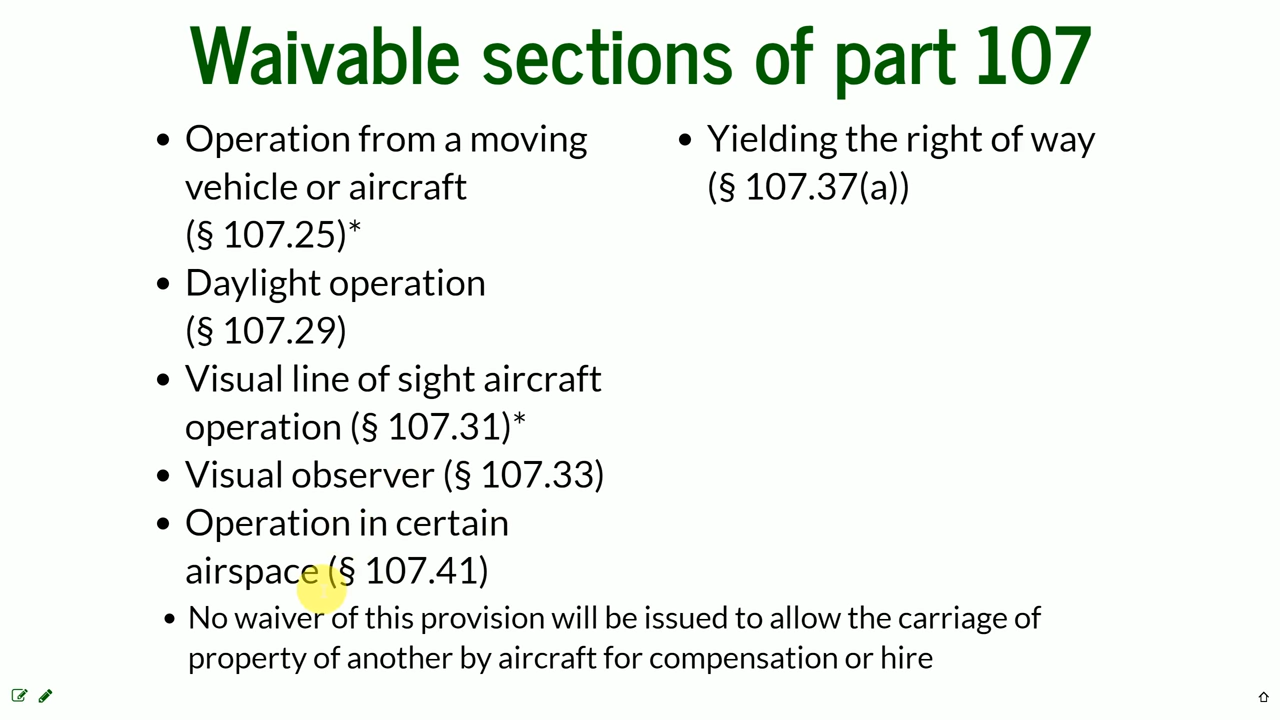 Waivable sections of part 107
• Operation from a moving
vehicle or aircraft
(§ 107.25)*
• Daylight operation
(§ 107.29)
• Visual line of sight aircraft
operation (§ 107.31)*
• Visual observer (§ 107.33)
• Operation in certain
airspace (§ 107.41)
• Yielding the right of way
(§ 107.37(a))
• No waiver of this provision will be issued to allow the carriage of
property of another by aircraft for compensation or hire